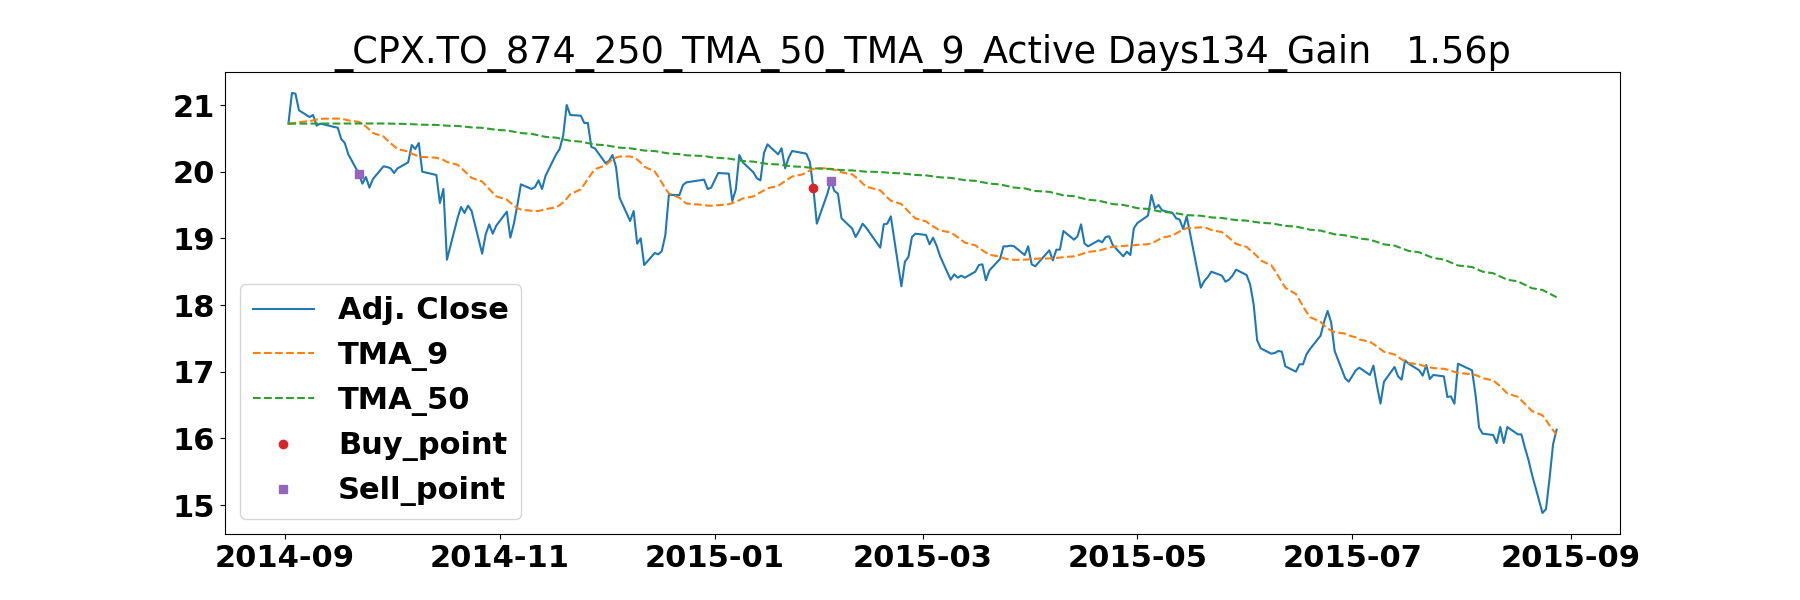 _CPX.TO_874_250_TMA_50_TMA_9_Active Days134_Gain   1.56p
21
20
19
18
17
16
15
Adj. Close
TMA_9
TMA_50
Buy_point
Sell_point
2014-09 2014-11 2015-01 2015-03 2015-05 2015-07 2015-09